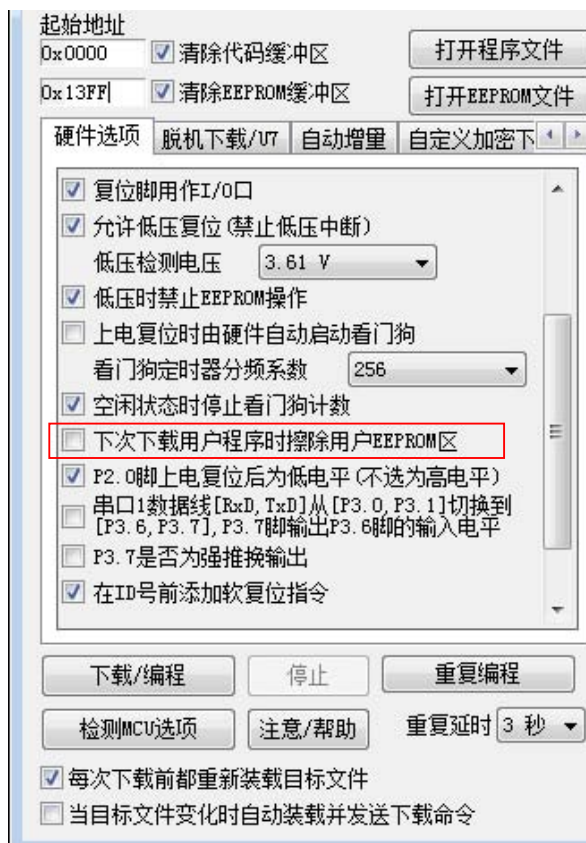 起始地址
0x0000 清除代码缓冲区 打开程序文件
0x13FF 清除EEPROM缓冲区 打开EEPROM文件
硬件选项 脱机下载/U7 自动增量 自定义加密下
复位脚用作I/O口
允许低压复位(禁止低压中断)
低压检测电压 3.61 V
低压时禁止EEPROM操作
上电复位时由硬件自动启动看门狗
看门狗定时器分频系数 256
空闲状态时停止看门狗计数
下次下载用户程序时擦除用户EEPROM区
P2.0脚上电复位后为低电平(不选为高电平)
串口1数据线[RxD,TxD]从[P3.0,P3.1]切换到
[P3.6,P3.7],P3.7脚输出P3.6脚的输入电平
P3.7是否为强推挽输出
在ID号前添加软复位指令
下载/编程 停止 重复编程
检测MCU选项 注意/帮助 重复延时 3 秒
每次下载前都重新装载目标文件
当目标文件变化时自动装载并发送下载命令